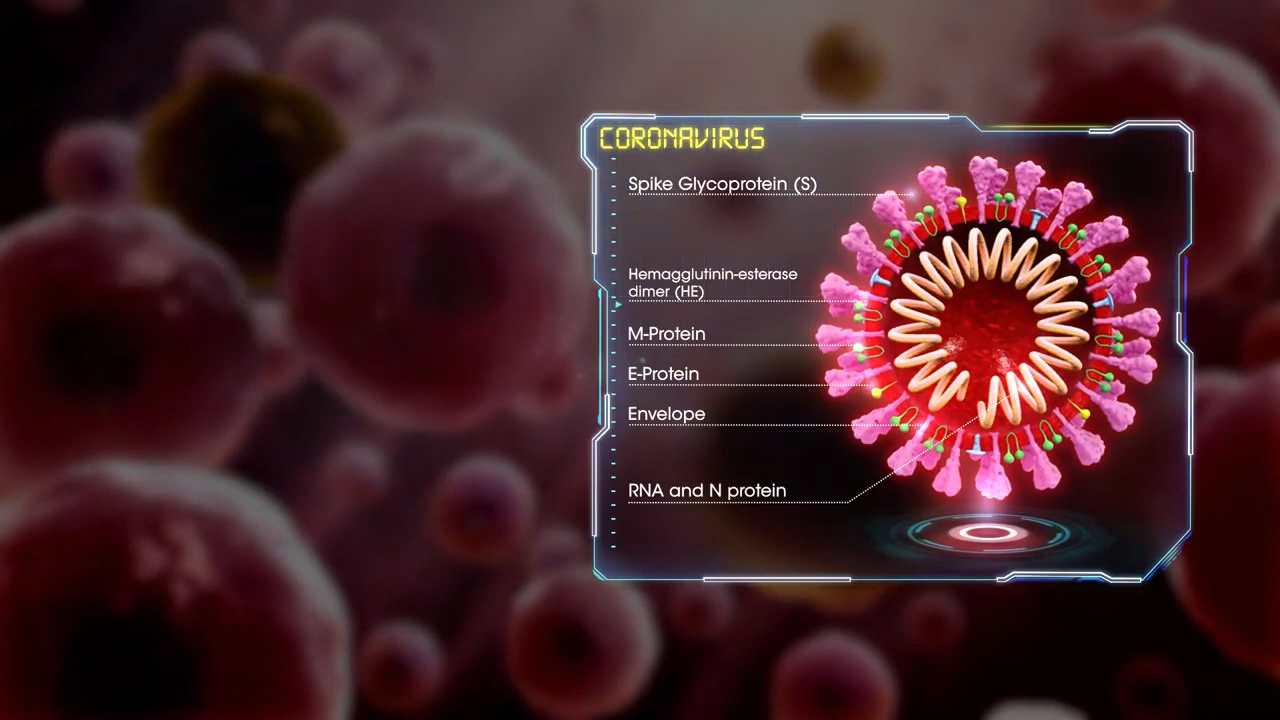 CORONAVIRUS
Spike Glycoprotein (S)
Hemagglutinin-esterase
dimer (HE)
M-Protein
E-Protein
Envelope
RNA and N protein